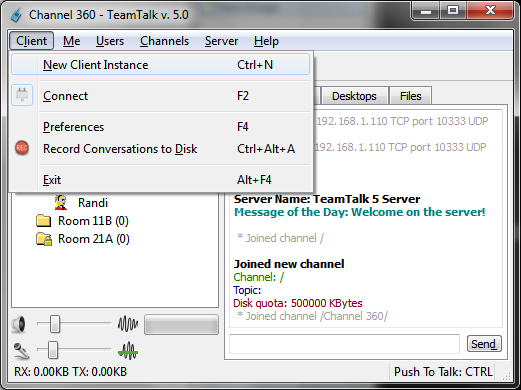 Channel 360 - TeamTalk v. 5.0
Client Me Users Channels Server Help
New Client Instance Ctrl+N
Connect F2
Preferences F4
REC Record Conversations to Disk Ctrl+Alt+A
Exit Alt+F4
Desktops Files
192.168.1.110 TCP port 10333 UDP
192.168.1.110 TCP port 10333 UDP
Randi
Room 11B (0)
Room 21A (0)
Server Name: TeamTalk 5 Server
Message of the Day: Welcome on the server!
* Joined channel /
Joined new channel
Channel: /
Topic:
Disk quota: 500000 KBytes
* Joined channel /Channel 360/
Send
RX: 0.00KB TX: 0.00KB
Push To Talk: CTRL